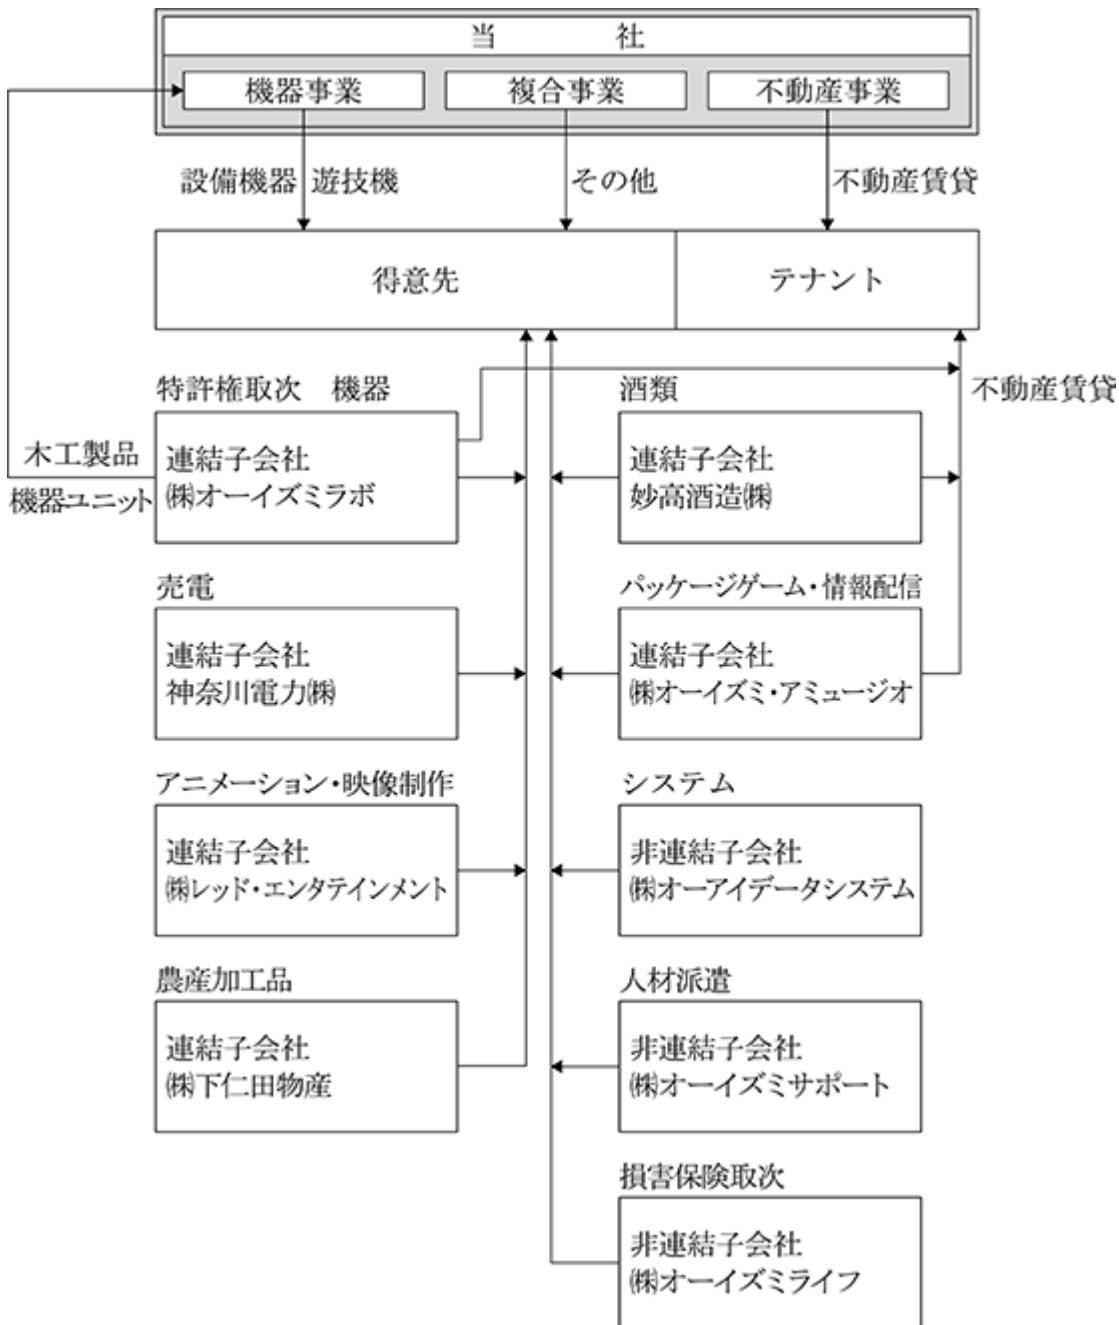 当　　　社
機器事業
複合事業
不動産事業
設備機器
遊技機
その他
不動産賃貸
得意先
テナント
特許権取次　機器
酒類
不動産賃貸
木工製品
機器ユニット
連結子会社
㈱オーイズミラボ
連結子会社
妙高酒造㈱
売電
パッケージゲーム・情報配信
連結子会社
神奈川電力㈱
連結子会社
㈱オーイズミ・アミュージオ
アニメーション・映像制作
システム
連結子会社
㈱レッド・エンタテインメント
非連結子会社
㈱オーアイデータシステム
農産加工品
人材派遣
連結子会社
㈱下仁田物産
非連結子会社
㈱オーイズミサポート
損害保険取次
非連結子会社
㈱オーイズミライフ